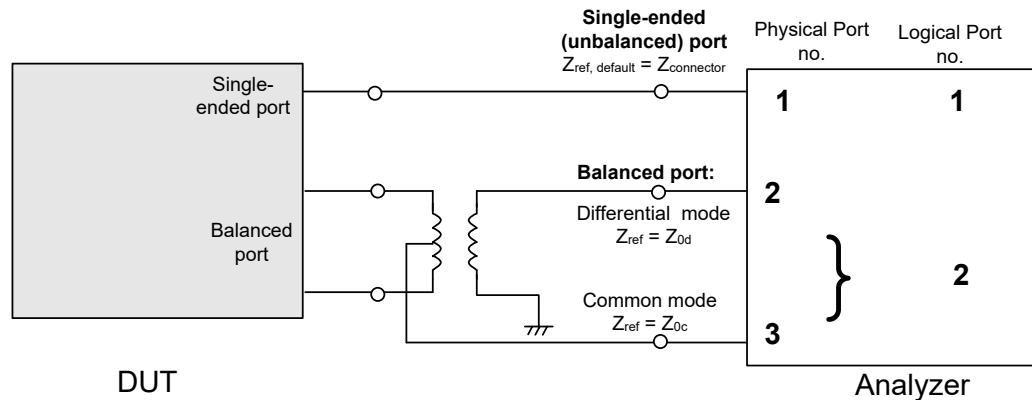 Single-ended
(unbalanced) port
Zref, default = Zconnector
Physical Port
no.
Logical Port
no.
Single-
ended port
1
1
Balanced port:
2
Differential mode
Zref = Z0d
Balanced
port
}
2
Common mode
Zref = Z0c
3
DUT
Analyzer